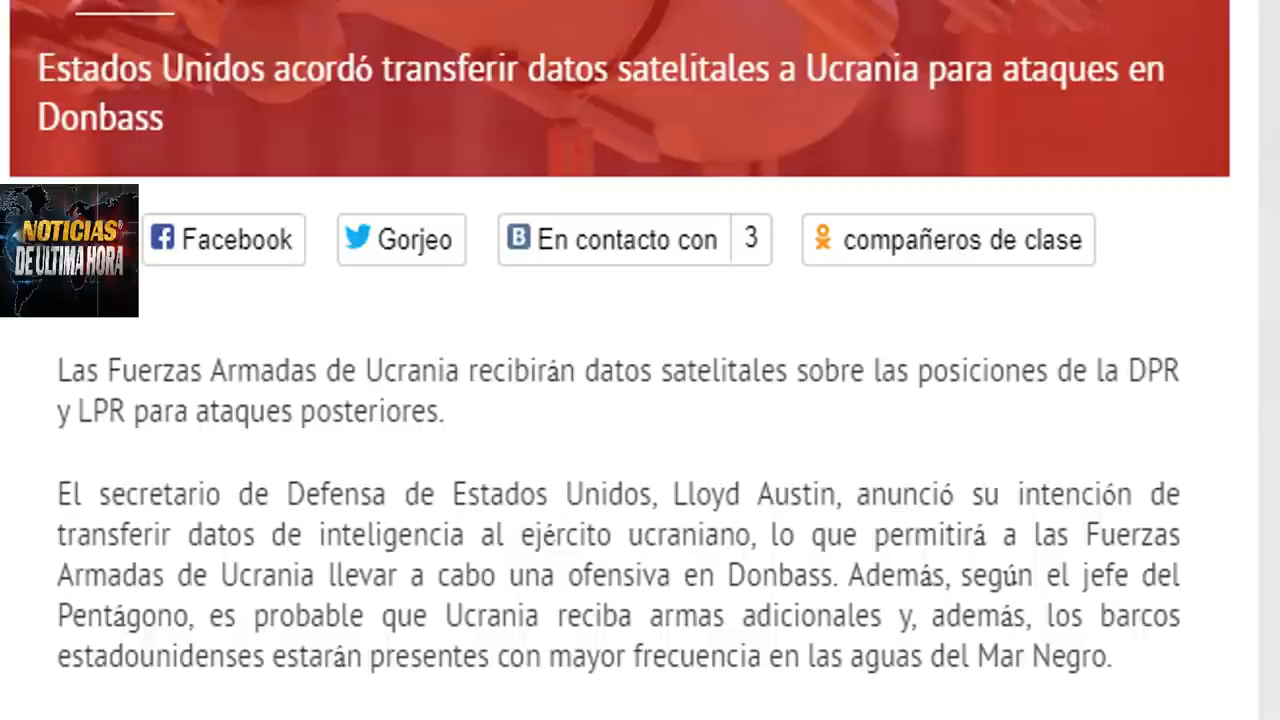 Estados Unidos acordó transferir datos satelitales a Ucrania para ataques en
Donbass
NOTICIAS
DE ULTIMA HORA
Facebook
Gorjeo
En contacto con 3
compañeros de clase
Las Fuerzas Armadas de Ucrania recibirán datos satelitales sobre las posiciones de la DPR
y LPR para ataques posteriores.
El secretario de Defensa de Estados Unidos, Lloyd Austin, anunció su intención de
transferir datos de inteligencia al ejército ucraniano, lo que permitirá a las Fuerzas
Armadas de Ucrania llevar a cabo una ofensiva en Donbass. Además, según el jefe del
Pentágono, es probable que Ucrania reciba armas adicionales y, además, los barcos
estadounidenses estarán presentes con mayor frecuencia en las aguas del Mar Negro.